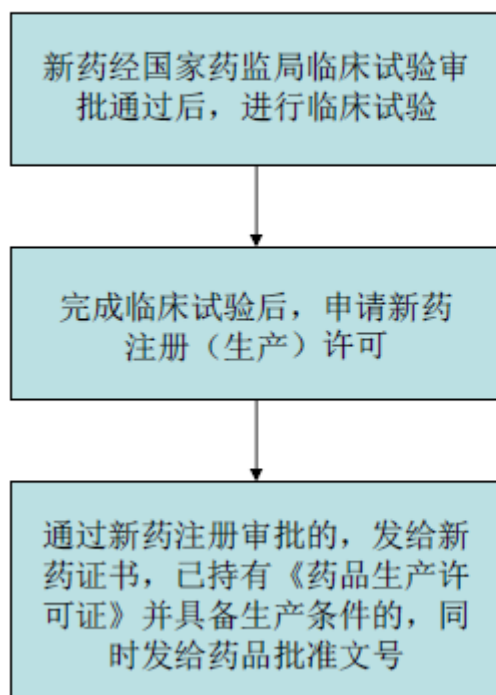 新药经国家药监局临床试验审
批通过后，进行临床试验
完成临床试验后，申请新药
注册（生产）许可
通过新药注册审批的，发给新
药证书，已持有《药品生产许
可证》并具备生产条件的，同
时发给药品批准文号